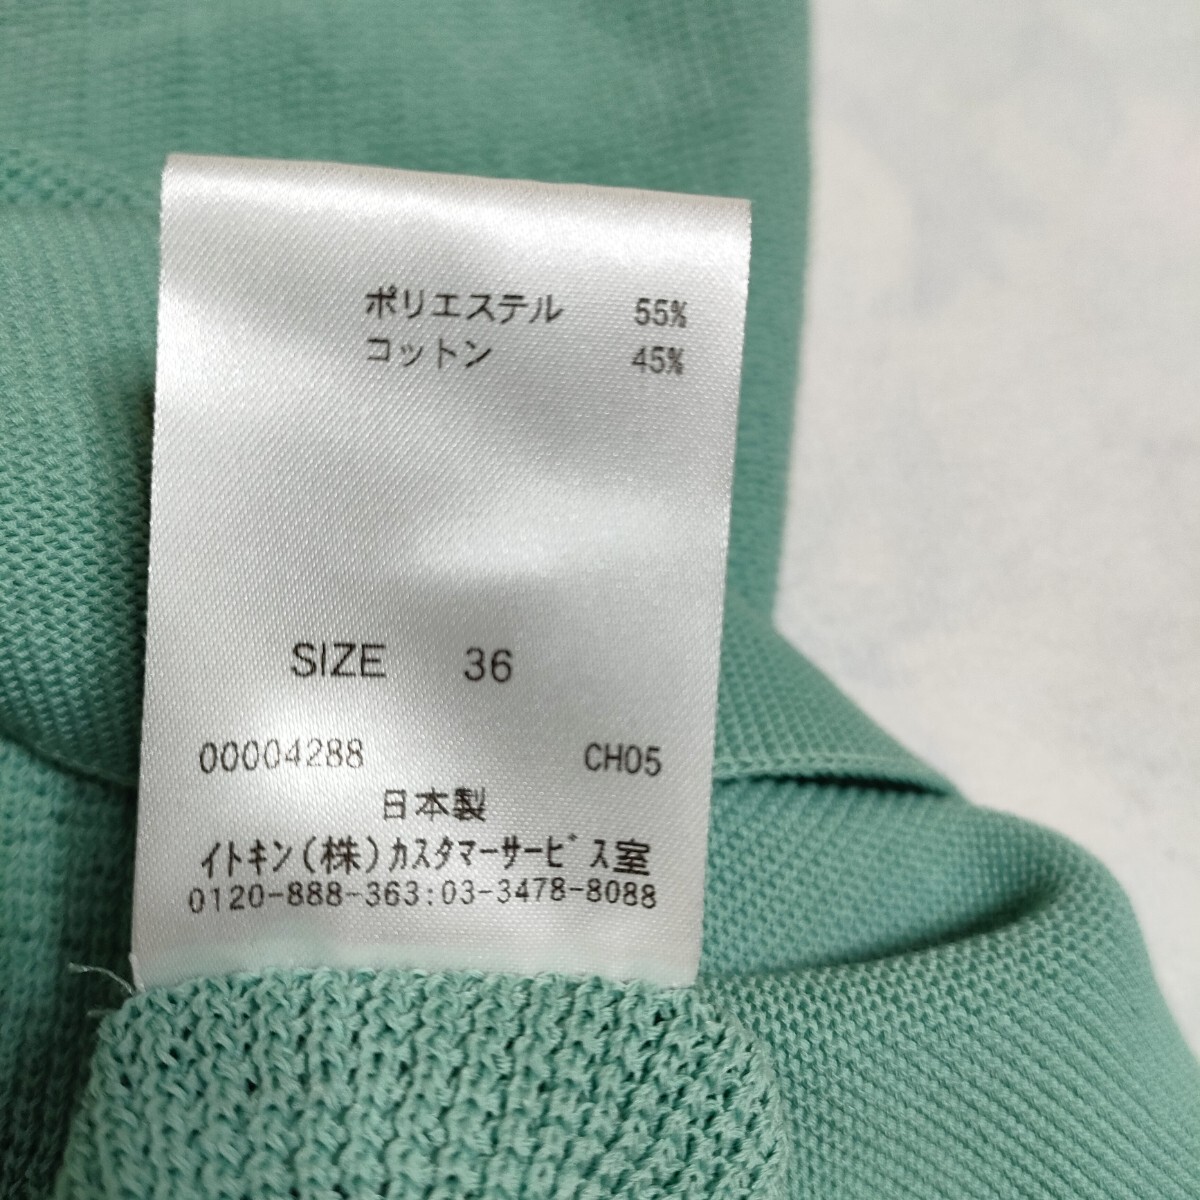 ポリエステル 55%
コットン 45%
SIZE 36
00004288 CH05
日本製
ｲﾄｷﾝ(株)ｶｽﾀﾏｰｻｰﾋﾞｽ室
0120-888-363:03-3478-8088